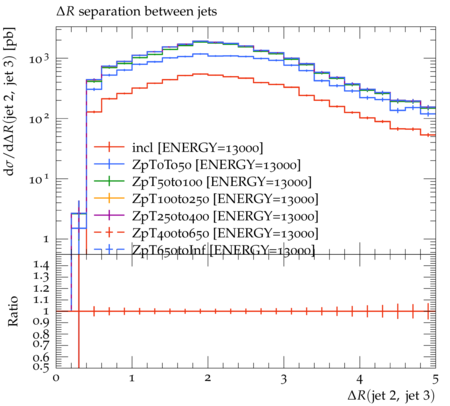 ΔR separation between jets
dσ/dΔR(jet 2, jet 3) [pb]
10³
10²
10¹
1
incl [ENERGY=13000]
ZpT0To50 [ENERGY=13000]
ZpT50to100 [ENERGY=13000]
ZpT100to250 [ENERGY=13000]
ZpT250to400 [ENERGY=13000]
ZpT400to650 [ENERGY=13000]
ZpT650toInf [ENERGY=13000]
Ratio
1.4
1.3
1.2
1.1
1
0.9
0.8
0.7
0.6
0.5
0 1 2 3 4 5
ΔR(jet 2, jet 3)